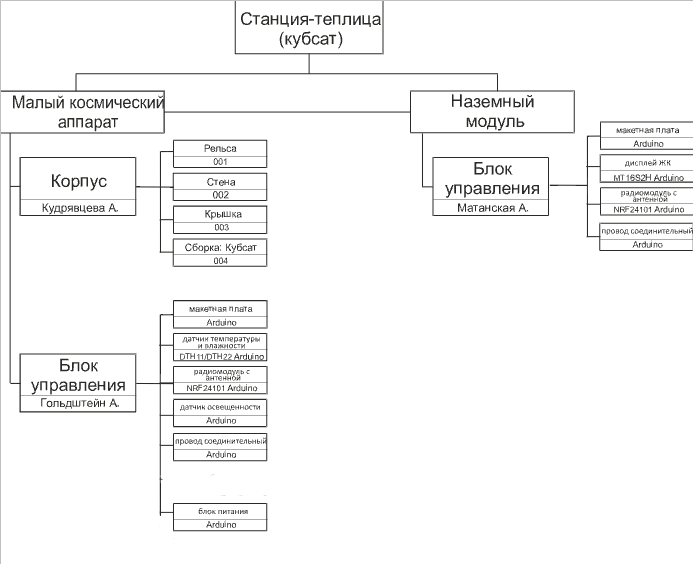 Станция-теплица
(кубсат)
Малый космический
аппарат
Наземный
модуль
Корпус
Кудрявцева А.
Рельса
001
Стена
002
Крышка
003
Сборка: Кубсат
004
Блок
управления
Гольдштейн А.
макетная плата
Arduino
датчик температуры
и влажности
DTH11/DTH22 Arduino
радиомодуль с
антенной
NRF24101 Arduino
датчик освещенности
Arduino
провод соединительный
Arduino
блок питания
Arduino
Блок
управления
Матанская А.
макетная плата
Arduino
дисплей ЖК
MT16S2H Arduino
радиомодуль с
антенной
NRF24101 Arduino
провод соединительный
Arduino